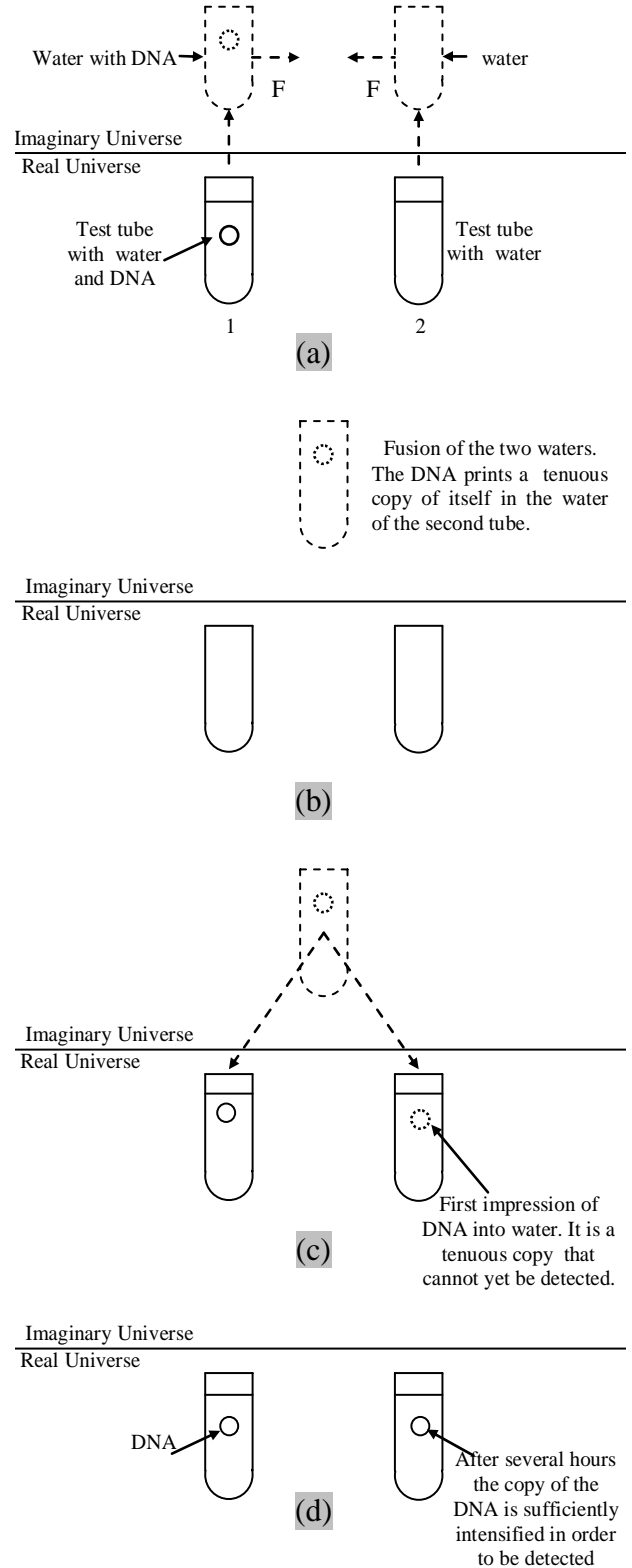 Water with DNA
F
F
water
Imaginary Universe
Real Universe
Test tube
with water
and DNA
Test tube
with water
1
2
(a)
Fusion of the two waters.
The DNA prints a tenuous
copy of itself in the water
of the second tube.
Imaginary Universe
Real Universe
(b)
Imaginary Universe
Real Universe
First impression of
DNA into water. It is a
tenuous copy that
cannot yet be detected.
(c)
Imaginary Universe
Real Universe
DNA
After several hours
the copy of the
DNA is sufficiently
intensified in order
to be detected
(d)